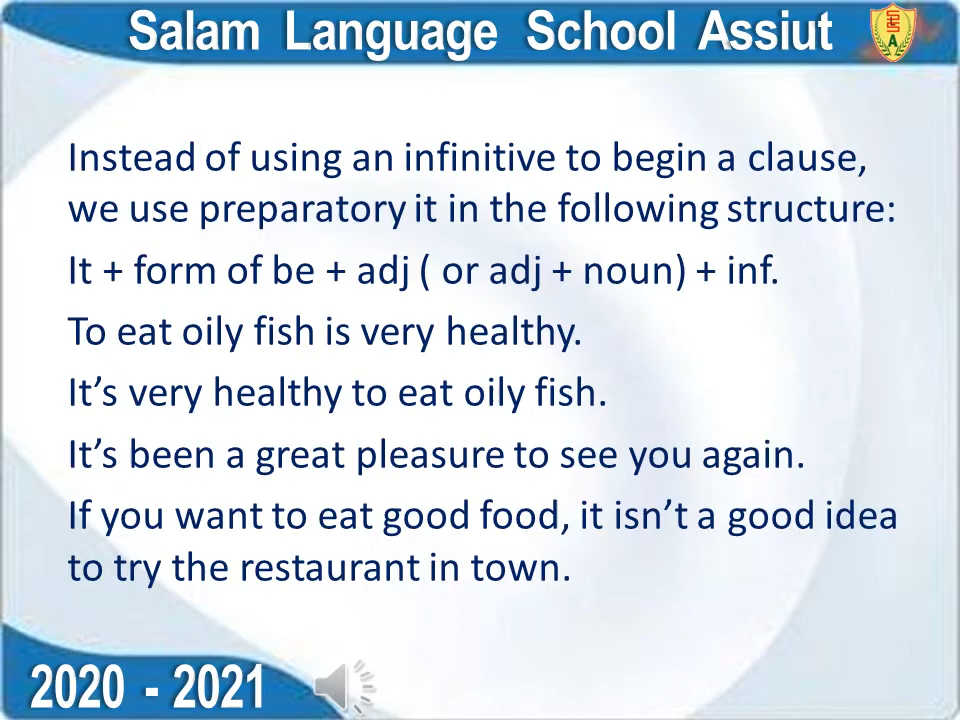 Salam Language School Assiut
Instead of using an infinitive to begin a clause,
we use preparatory it in the following structure:
It + form of be + adj ( or adj + noun) + inf.
To eat oily fish is very healthy.
It’s very healthy to eat oily fish.
It’s been a great pleasure to see you again.
If you want to eat good food, it isn’t a good idea
to try the restaurant in town.
2020 - 2021